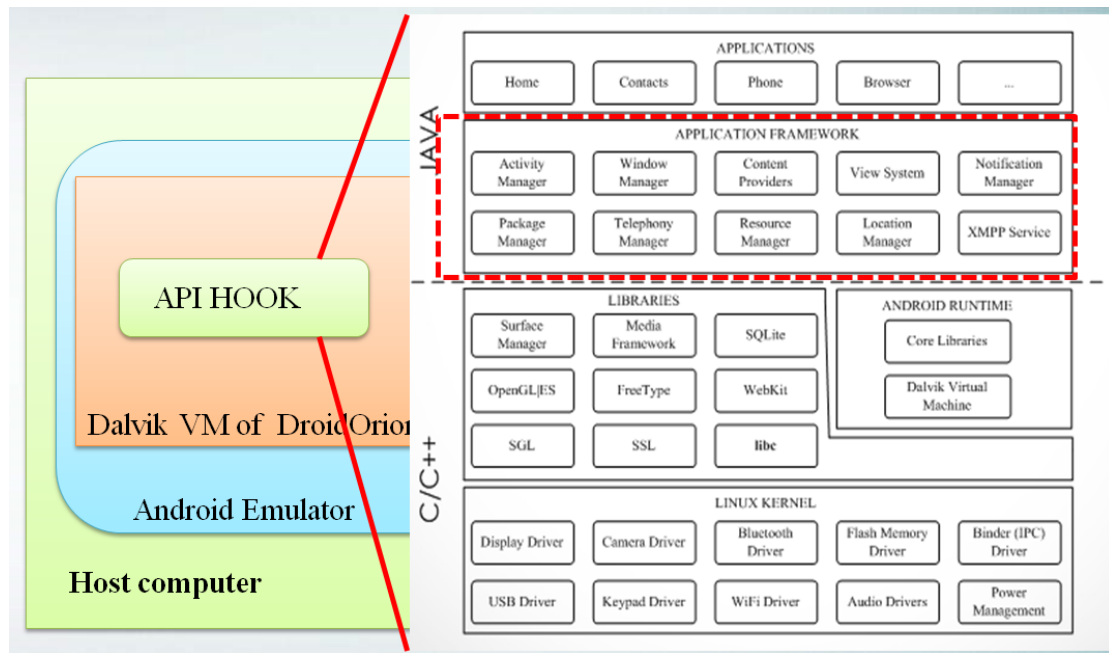 API HOOK
Dalvik VM of DroidOrion
Android Emulator
Host computer
JAVA
C/C++
APPLICATIONS
Home
Contacts
Phone
Browser
...
APPLICATION FRAMEWORK
Activity
Manager
Window
Manager
Content
Providers
View System
Notification
Manager
Package
Manager
Telephony
Manager
Resource
Manager
Location
Manager
XMPP Service
LIBRARIES
Surface
Manager
Media
Framework
SQLite
OpenGL|ES
FreeType
WebKit
SGL
SSL
libc
ANDROID RUNTIME
Core Libraries
Dalvik Virtual
Machine
LINUX KERNEL
Display Driver
Camera Driver
Bluetooth
Driver
Flash Memory
Driver
Binder (IPC)
Driver
USB Driver
Keypad Driver
WiFi Driver
Audio Drivers
Power
Management